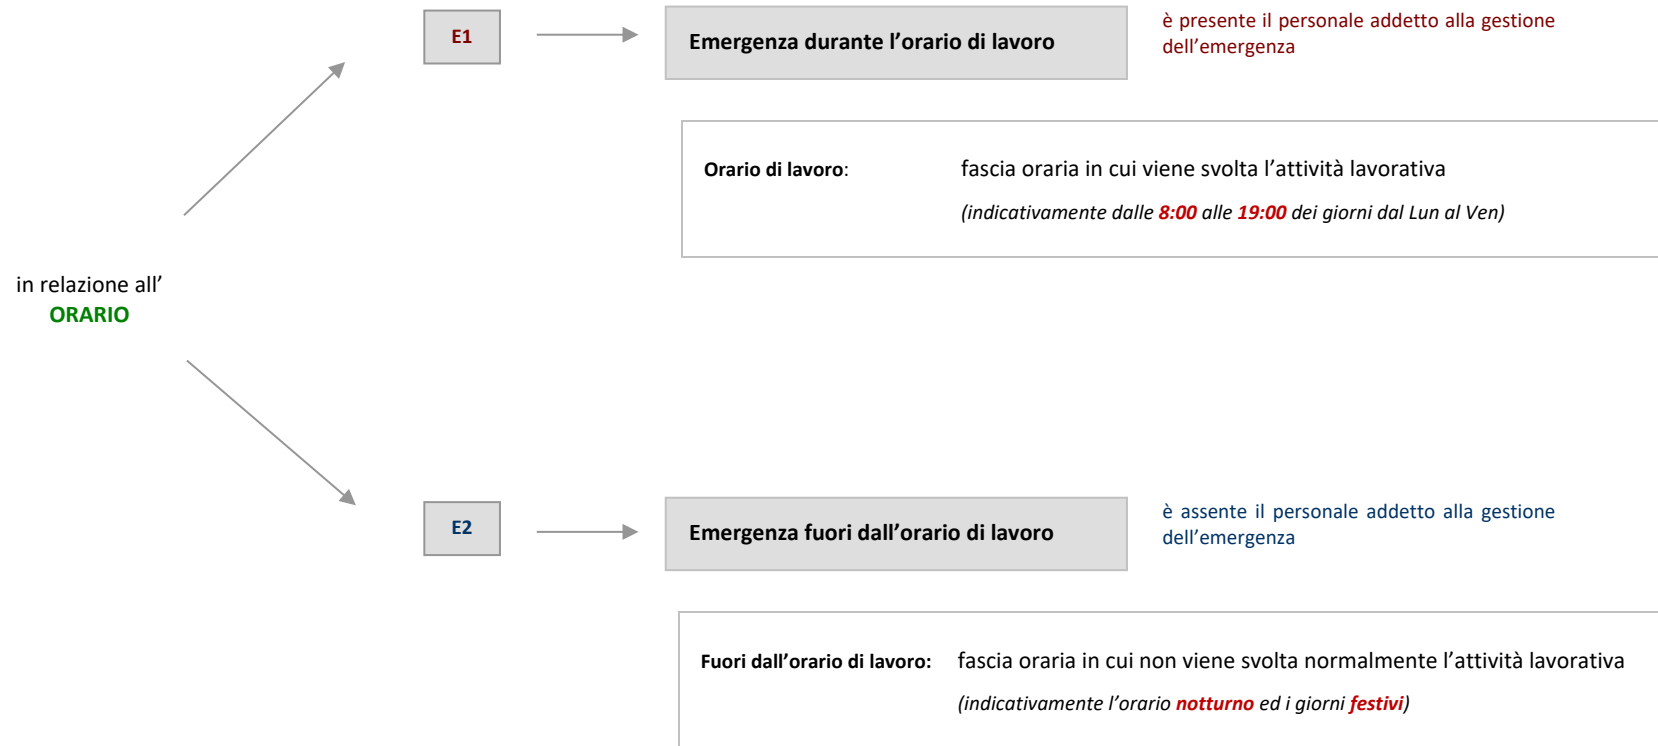 E1
Emergenza durante l’orario di lavoro
è presente il personale addetto alla gestione
dell’emergenza
Orario di lavoro: fascia oraria in cui viene svolta l’attività lavorativa
(indicativamente dalle 8:00 alle 19:00 dei giorni dal Lun al Ven)
in relazione all’
ORARIO
E2
Emergenza fuori dall’orario di lavoro
è assente il personale addetto alla gestione
dell’emergenza
Fuori dall’orario di lavoro: fascia oraria in cui non viene svolta normalmente l’attività lavorativa
(indicativamente l’orario notturno ed i giorni festivi)